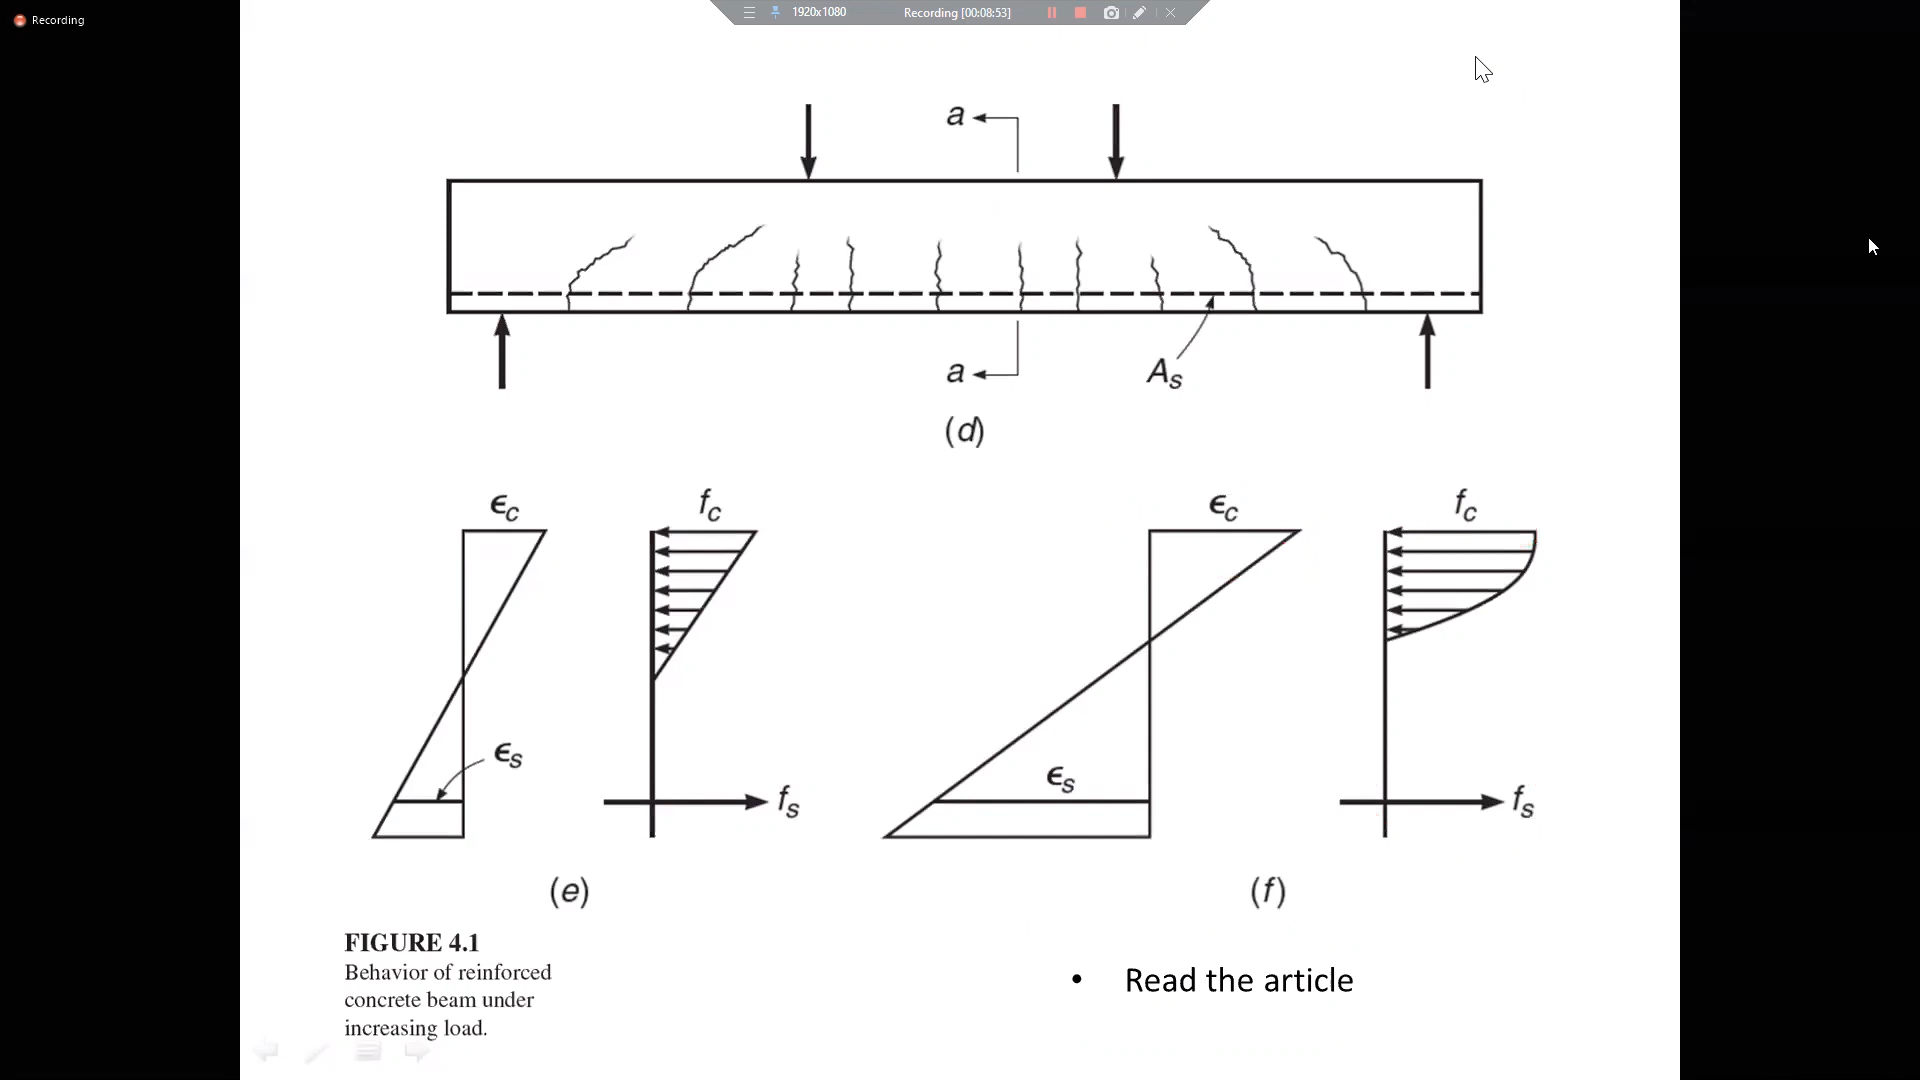 Recording
1920x1080
Recording [00:08:53]
a
a
As
(d)
ϵc
fc
ϵc
fc
ϵs
fs
ϵs
fs
(e)
(f)
FIGURE 4.1
Behavior of reinforced
concrete beam under
increasing load.
• Read the article